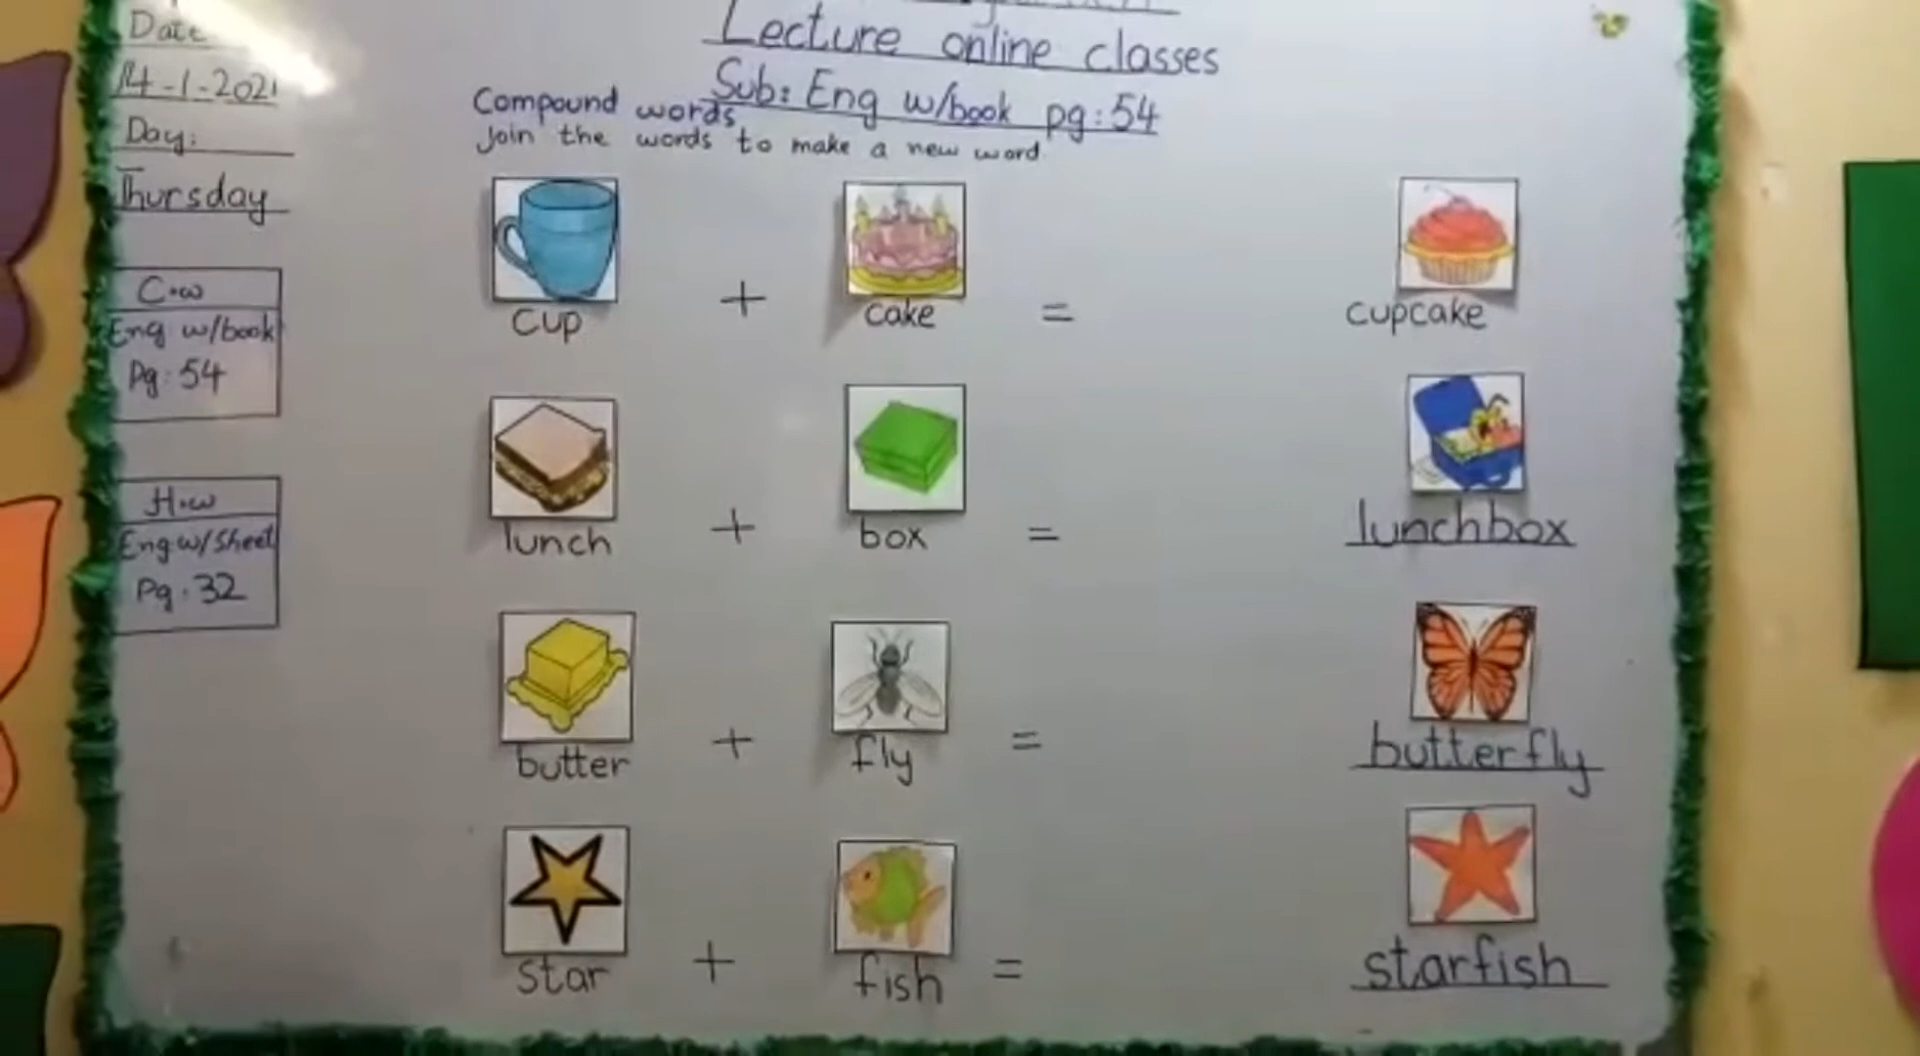 Lecture online classes
Sub: Eng w/book pg: 54
Date
14-1-2021
Day:
Thursday
C.w
Eng w/book
Pg: 54
H.w
Eng w/Sheet
Pg: 32
Compound words
Join the words to make a new word
cup + cake = cupcake
lunch + box = lunchbox
butter + fly = butterfly
star + fish = starfish